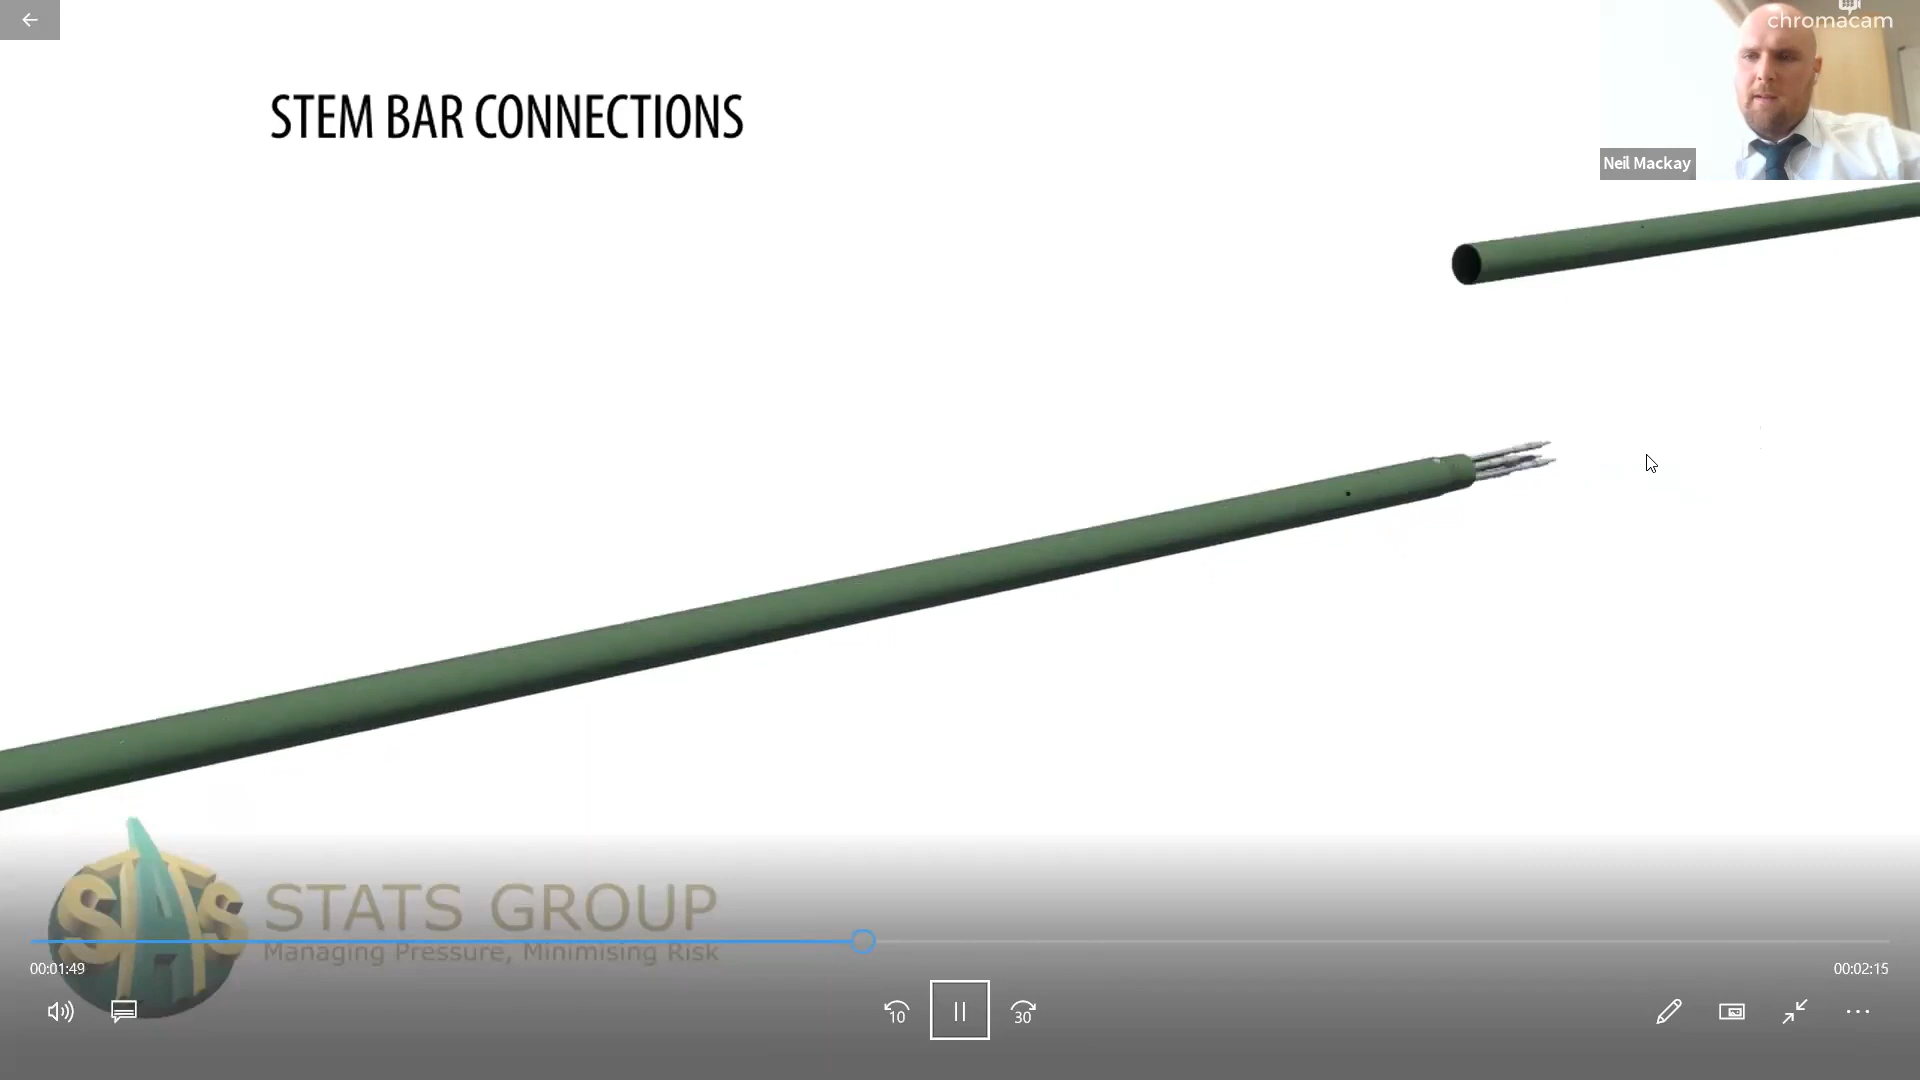 chromacam
STEM BAR CONNECTIONS
Neil Mackay
STATS
STATS GROUP
Managing Pressure, Minimising Risk
00:01:49
00:02:15
10
30